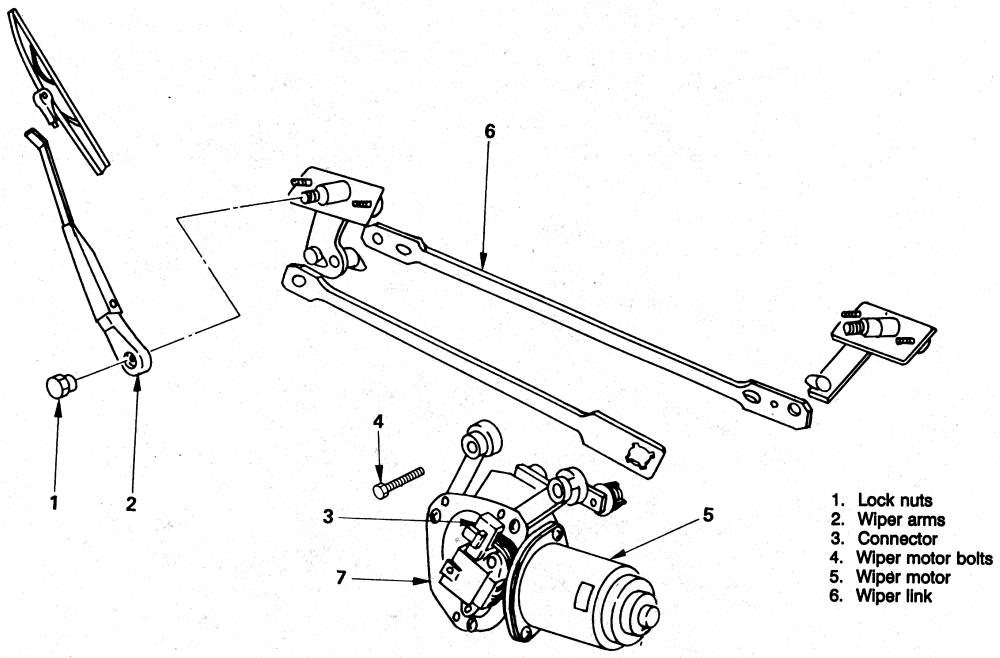 6
4
1
2
3
5
7
1. Lock nuts
2. Wiper arms
3. Connector
4. Wiper motor bolts
5. Wiper motor
6. Wiper link